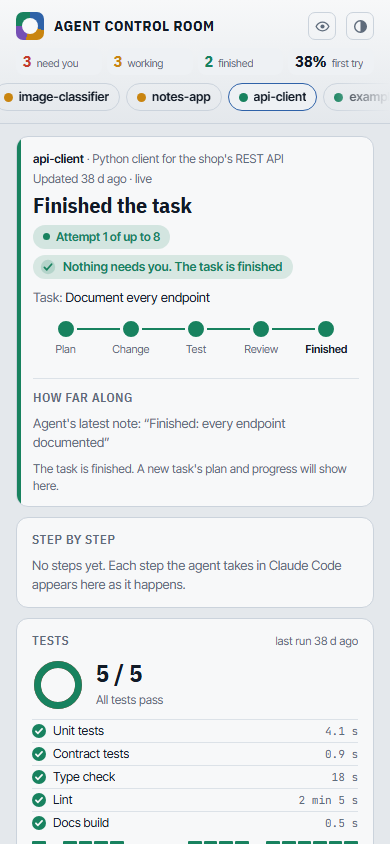 AGENT CONTROL ROOM
3 need you 3 working 2 finished 38% first try
image-classifier notes-app api-client
api-client · Python client for the shop's REST API
Updated 38 d ago · live
Finished the task
Attempt 1 of up to 8
Nothing needs you. The task is finished
Task: Document every endpoint
Plan Change Test Review Finished
HOW FAR ALONG
Agent's latest note: “Finished: every endpoint
documented”
The task is finished. A new task's plan and progress will show
here.
STEP BY STEP
No steps yet. Each step the agent takes in Claude Code
appears here as it happens.
TESTS last run 38 d ago
5 / 5
All tests pass
Unit tests 4.1 s
Contract tests 0.9 s
Type check 18 s
Lint 2 min 5 s
Docs build 0.5 s